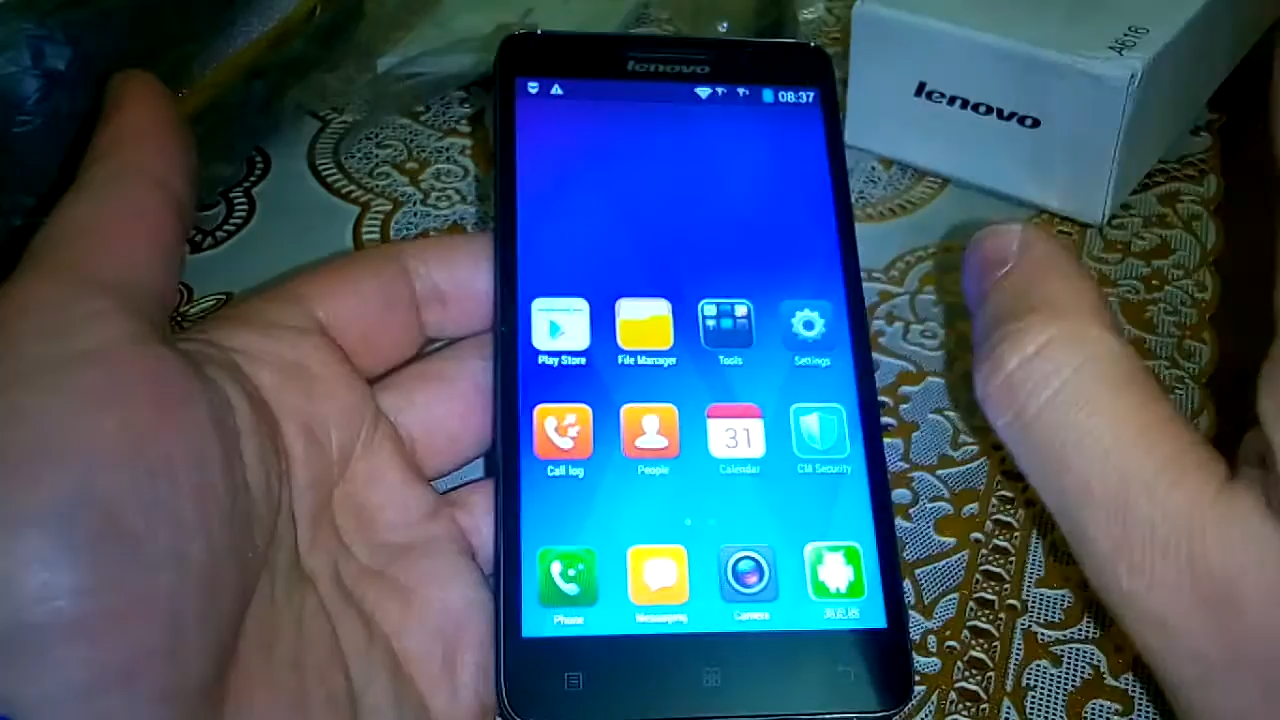 lenovo
08:37
A616
lenovo
Play Store
File Manager
Tools
Settings
Call log
People
31
Calendar
CM Security
Phone
Messaging
Camera